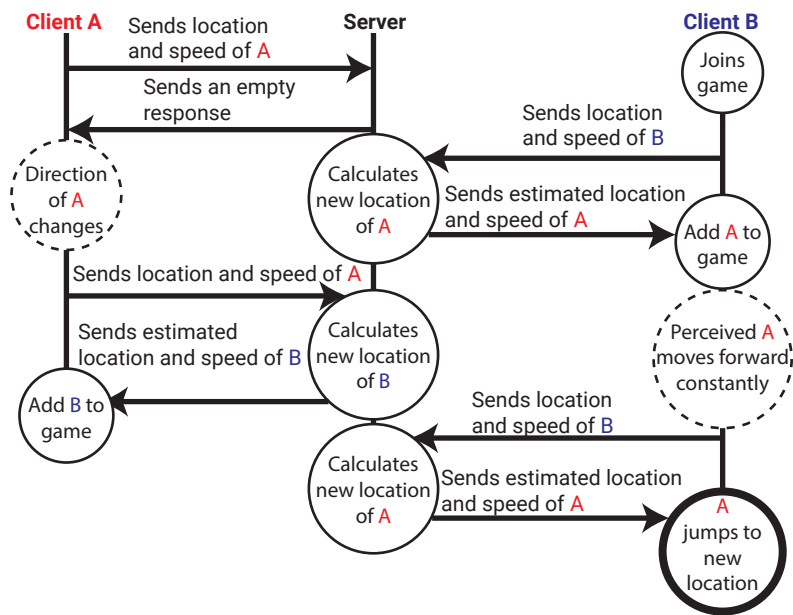 Client A
Server
Client B
Sends location
and speed of A
Joins
game
Sends an empty
response
Sends location
and speed of B
Direction
of A
changes
Calculates
new location
of A
Sends estimated location
and speed of A
Add A to
game
Sends location and speed of A
Sends estimated
location and speed of B
Calculates
new location
of B
Perceived A
moves forward
constantly
Add B to
game
Sends location
and speed of B
Calculates
new location
of A
Sends estimated location
and speed of A
A
jumps to
new
location